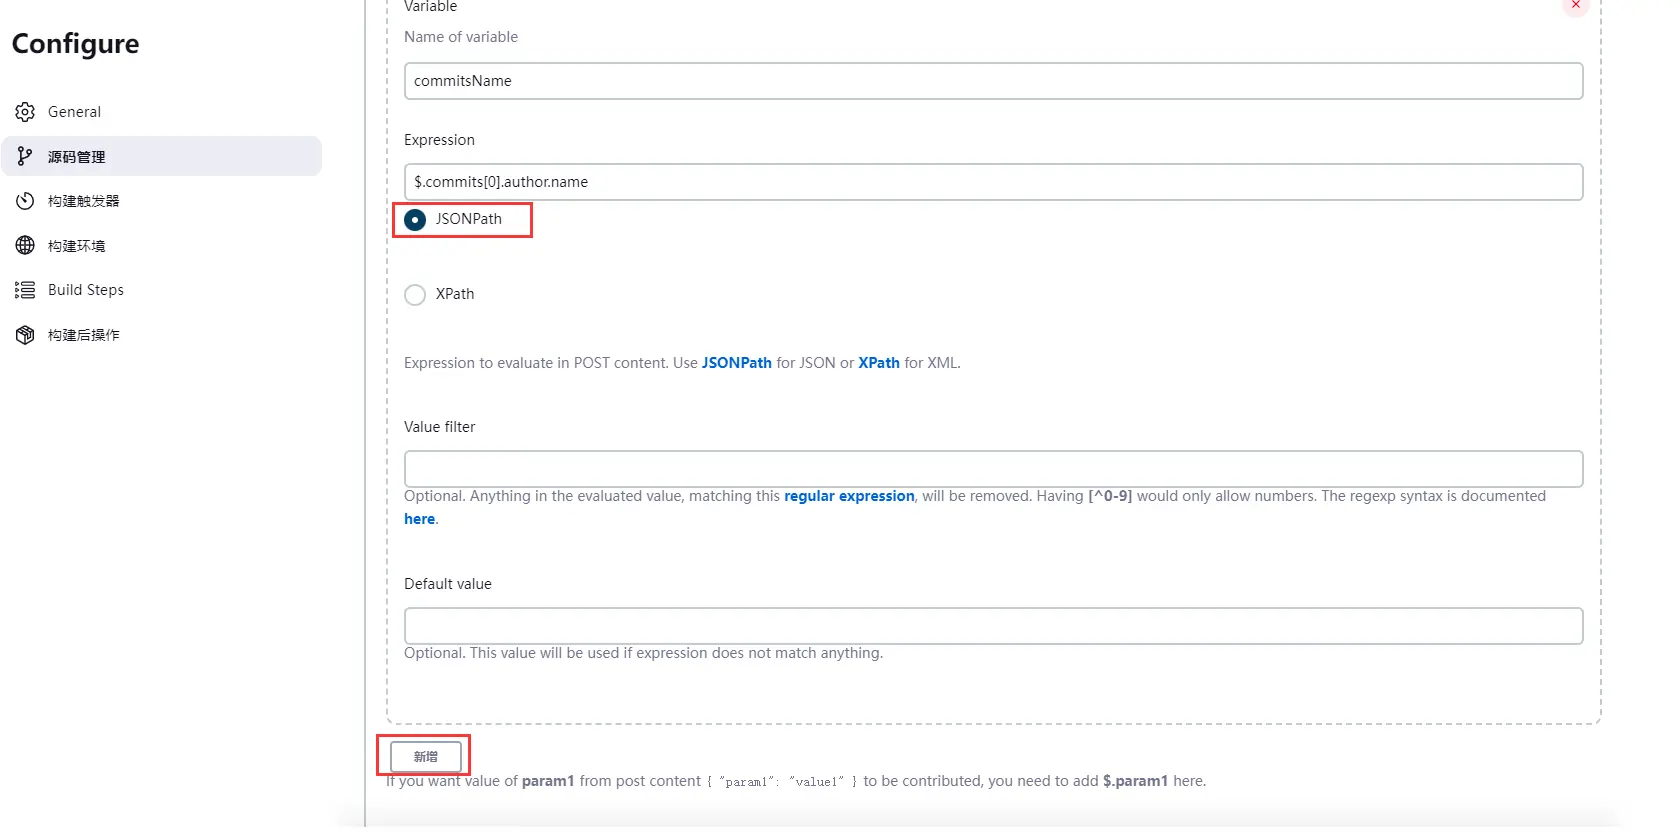 Configure
General
源码管理
构建触发器
构建环境
Build Steps
构建后操作
Variable
Name of variable
commitsName
Expression
$.commits[0].author.name
JSONPath
XPath
Expression to evaluate in POST content. Use JSONPath for JSON or XPath for XML.
Value filter
Optional. Anything in the evaluated value, matching this regular expression, will be removed. Having [^0-9] would only allow numbers. The regexp syntax is documented
here.
Default value
Optional. This value will be used if expression does not match anything.
新增
If you want value of param1 from post content { "param1": "value1" } to be contributed, you need to add $.param1 here.